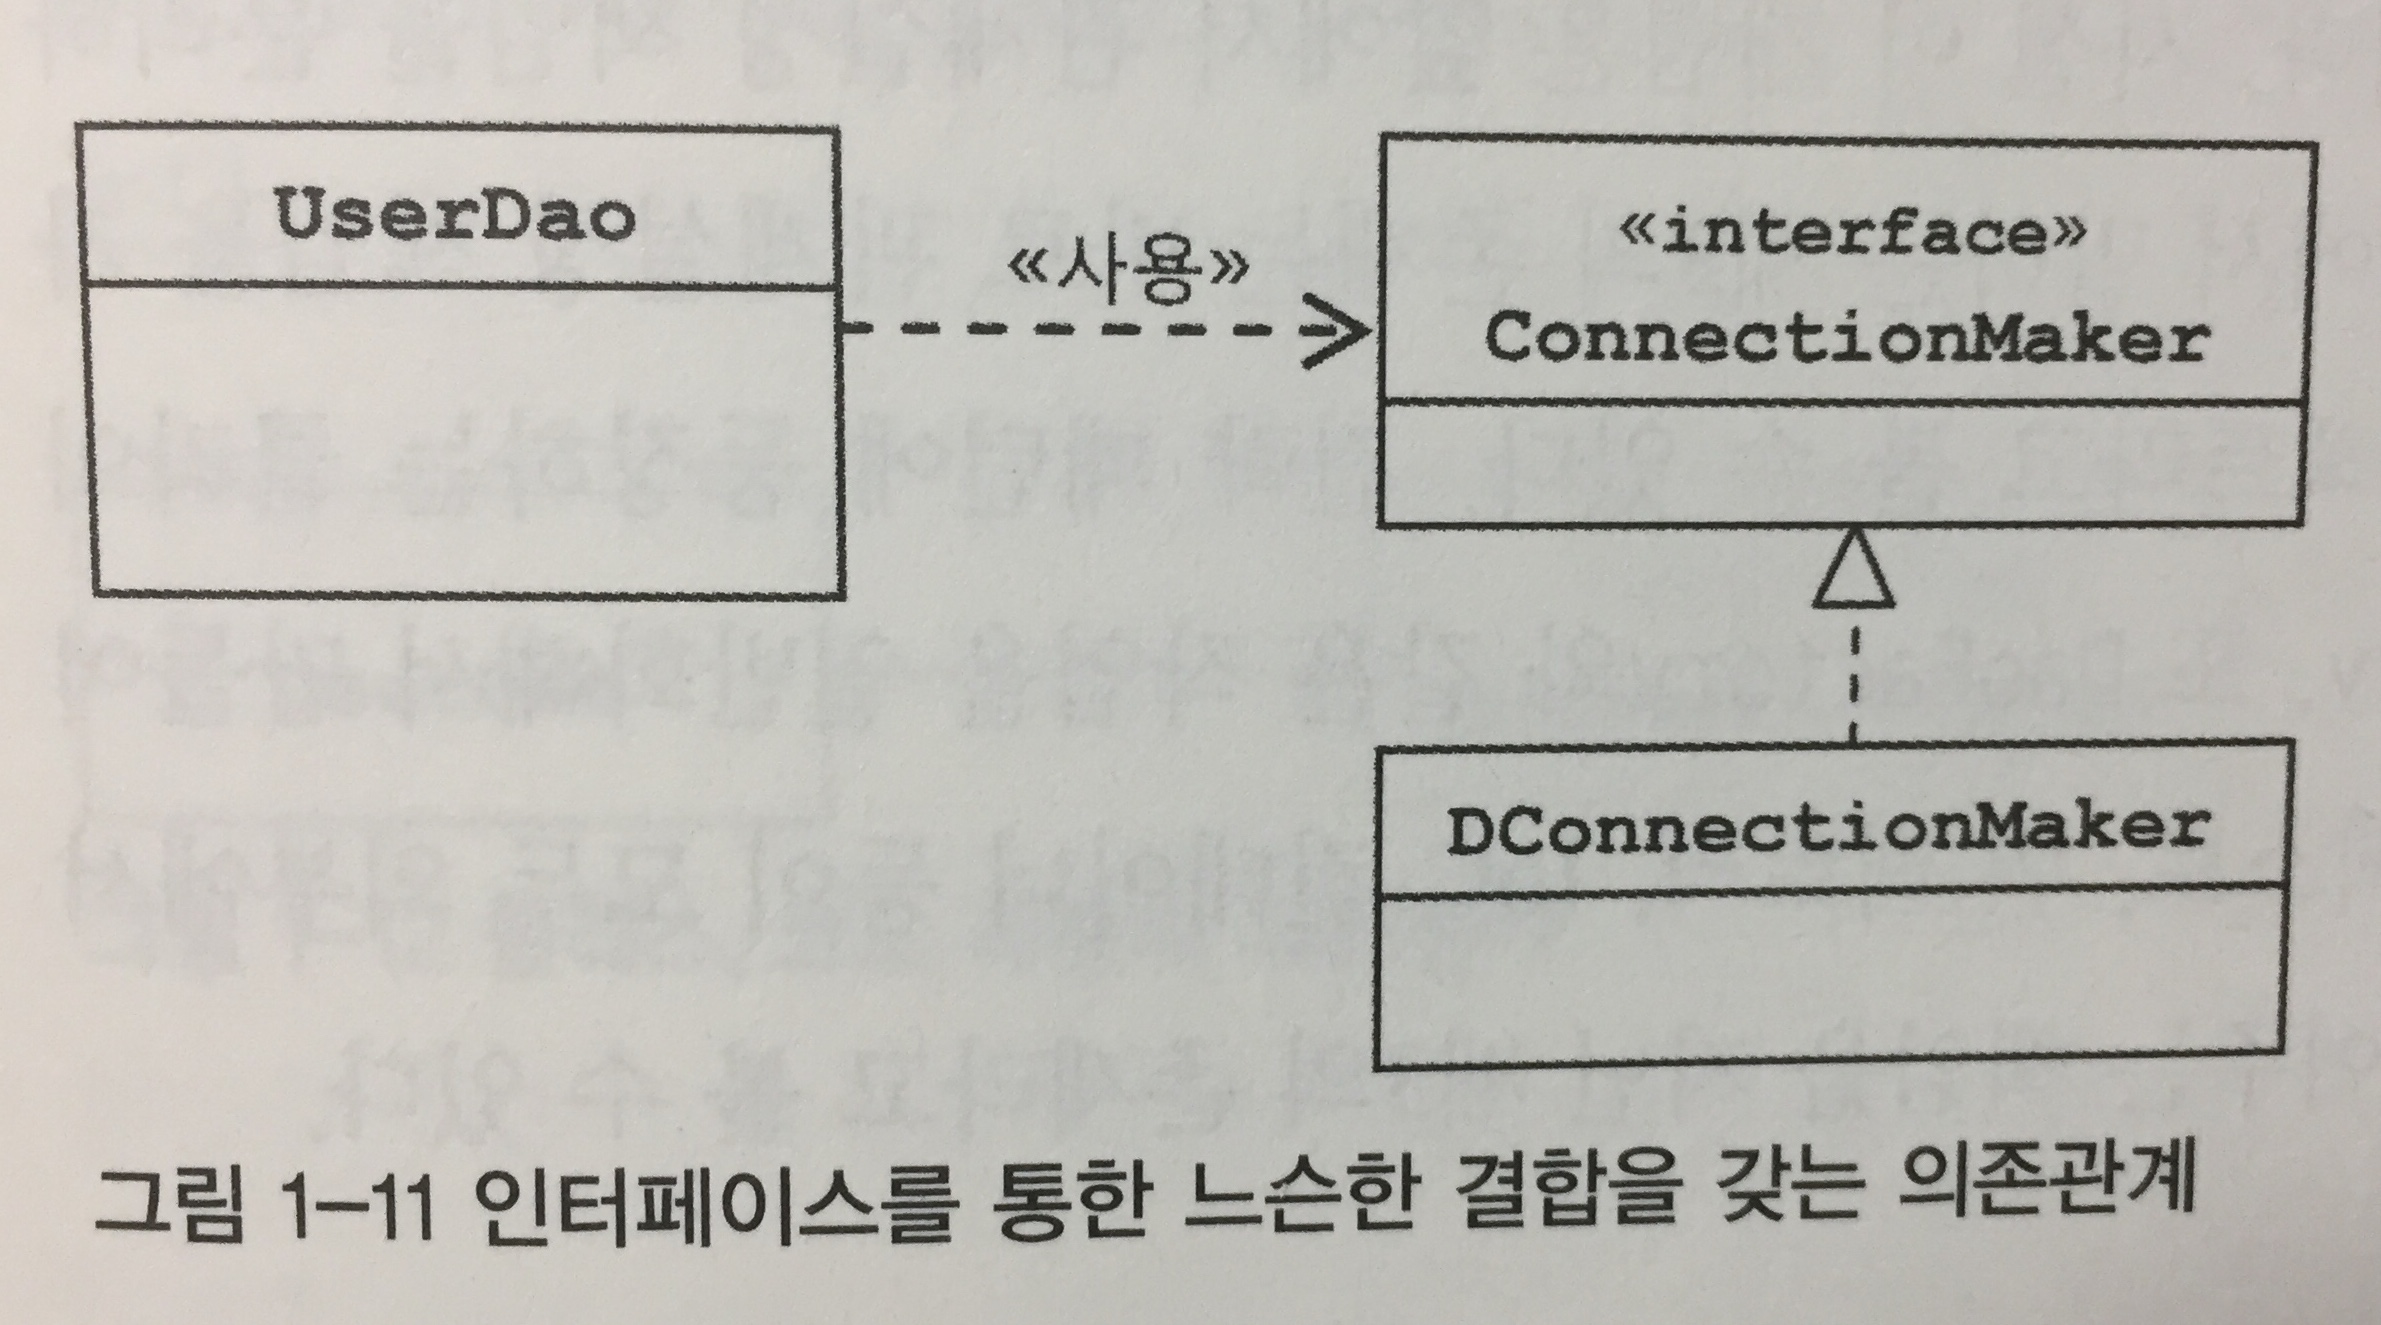 UserDao
«사용»
«interface»
ConnectionMaker
DConnectionMaker
그림 1-11 인터페이스를 통한 느슨한 결합을 갖는 의존관계